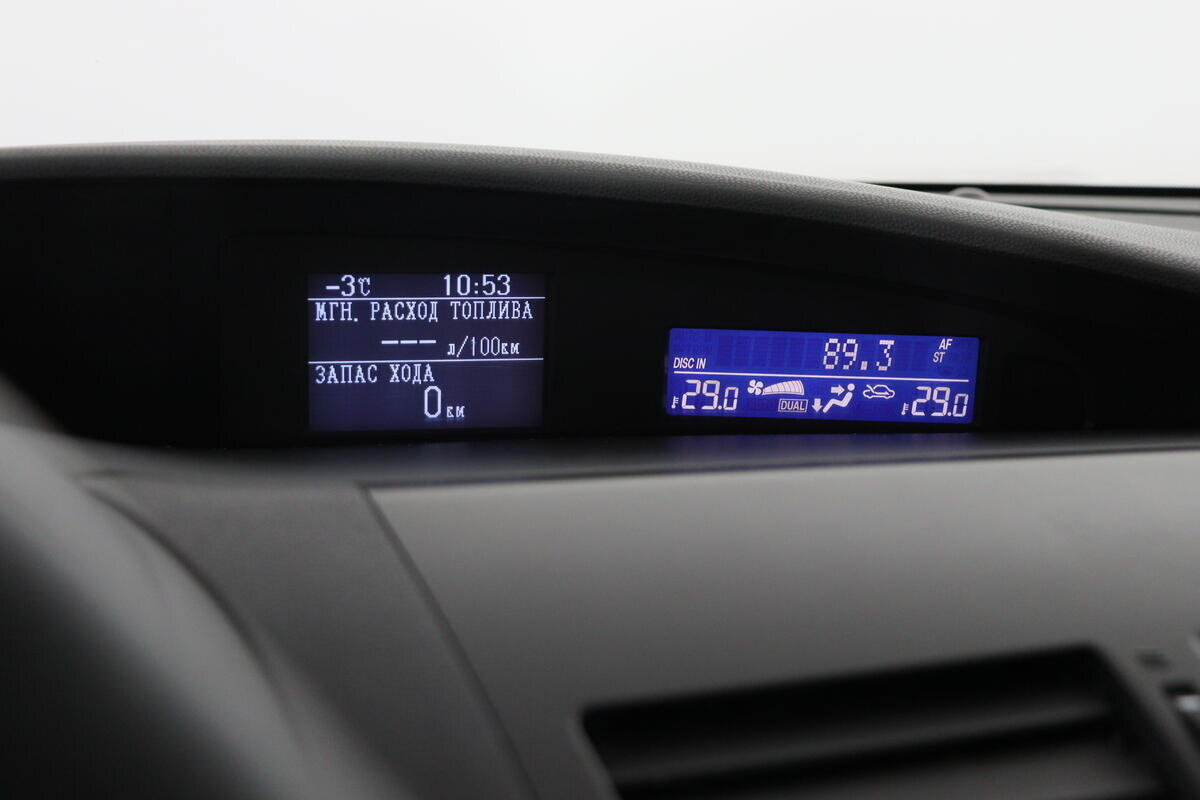 -3℃ 10:53
МГН. РАСХОД ТОПЛИВА
--- л/100км
ЗАПАС ХОДА
0км
89.3 AF
DISC IN ST
29.0 DUAL 29.0